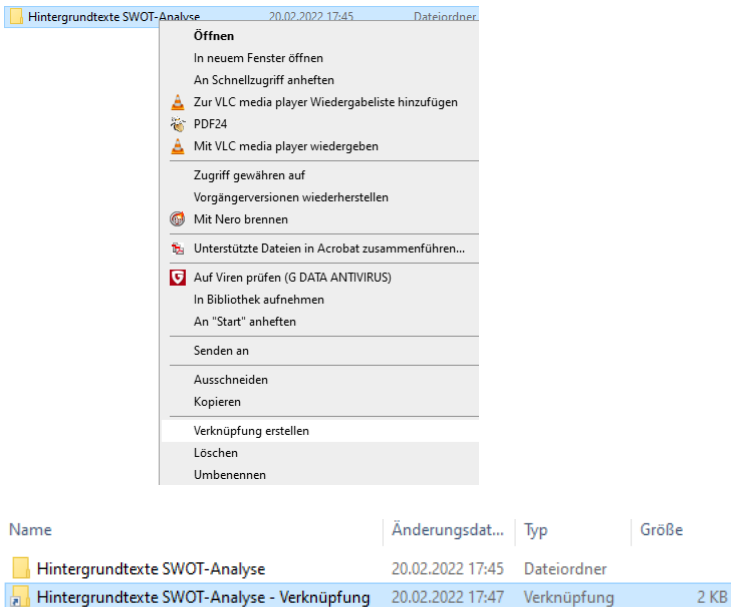 Hintergrundtexte SWOT-Analyse 20.02.2022 17:45 Dateiordner
Öffnen
In neuem Fenster öffnen
An Schnellzugriff anheften
Zur VLC media player Wiedergabeliste hinzufügen
PDF24
Mit VLC media player wiedergeben
Zugriff gewähren auf
Vorgängerversionen wiederherstellen
Mit Nero brennen
Unterstützte Dateien in Acrobat zusammenführen...
Auf Viren prüfen (G DATA ANTIVIRUS)
In Bibliothek aufnehmen
An "Start" anheften
Senden an
Ausschneiden
Kopieren
Verknüpfung erstellen
Löschen
Umbenennen
Name Änderungsdat... Typ Größe
Hintergrundtexte SWOT-Analyse 20.02.2022 17:45 Dateiordner
Hintergrundtexte SWOT-Analyse - Verknüpfung 20.02.2022 17:47 Verknüpfung 2 KB